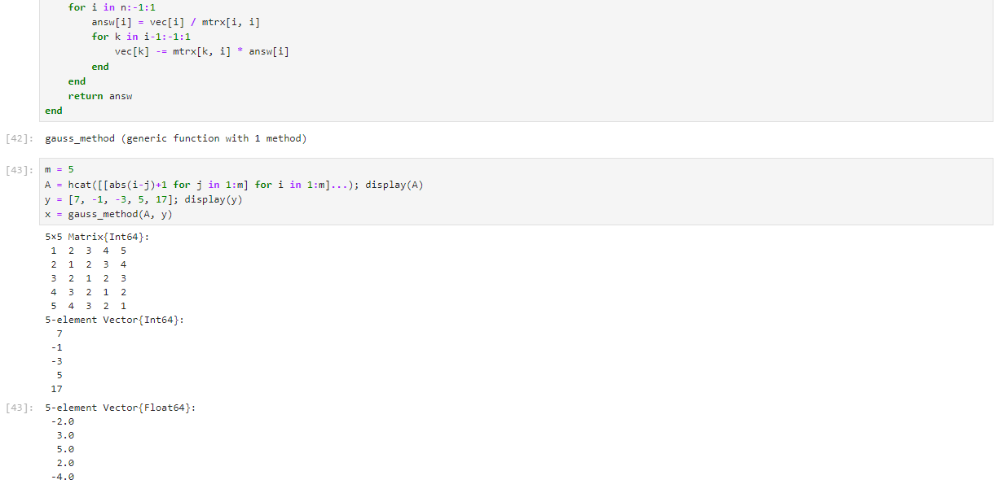 for i in n:-1:1
answ[i] = vec[i] / mtrx[i, i]
for k in i-1:-1:1
vec[k] -= mtrx[k, i] * answ[i]
end
end
return answ
end
[42]: gauss_method (generic function with 1 method)
[43]: m = 5
A = hcat([[abs(i-j)+1 for j in 1:m] for i in 1:m]...); display(A)
y = [7, -1, -3, 5, 17]; display(y)
x = gauss_method(A, y)
5×5 Matrix{Int64}:
1 2 3 4 5
2 1 2 3 4
3 2 1 2 3
4 3 2 1 2
5 4 3 2 1
5-element Vector{Int64}:
7
-1
-3
5
17
[43]: 5-element Vector{Float64}:
-2.0
3.0
5.0
2.0
-4.0